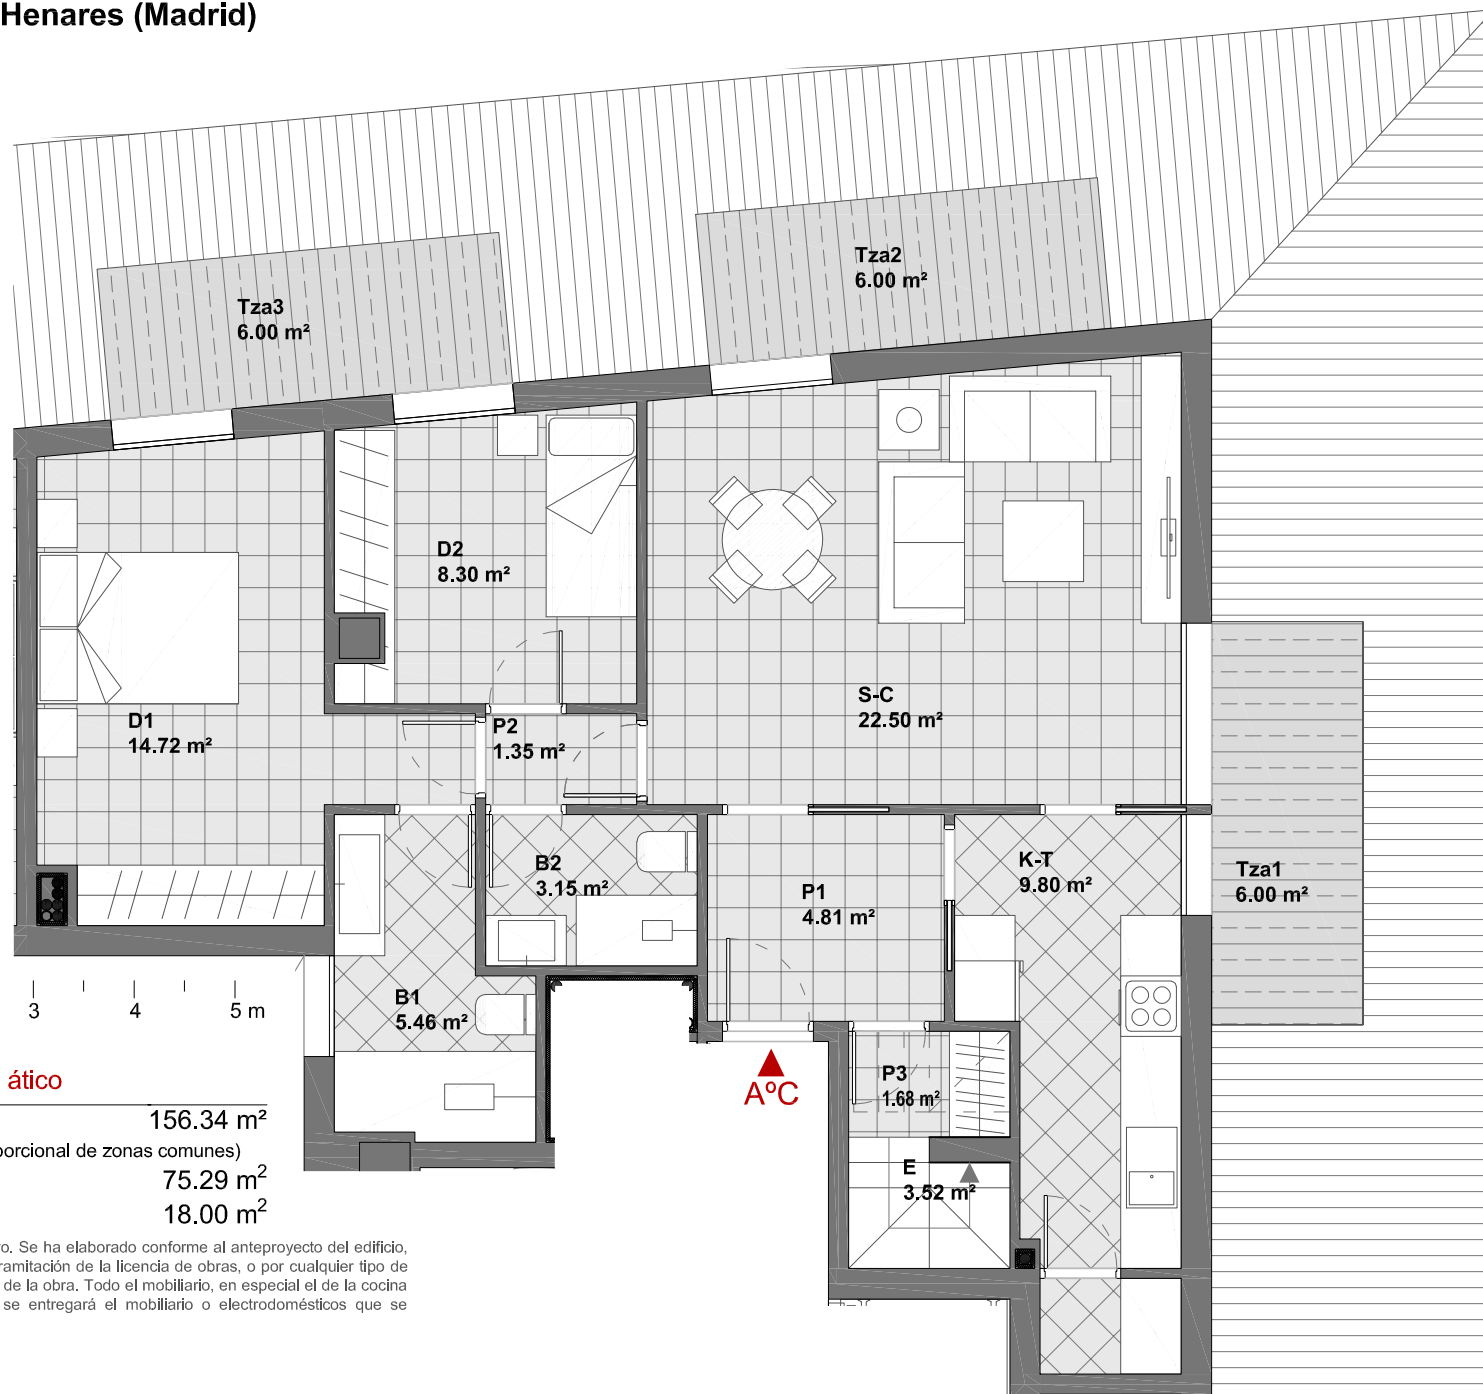 Henares (Madrid)
Tza2
6.00 m²
Tza3
6.00 m²
D2
8.30 m²
S-C
22.50 m²
D1
14.72 m²
P2
1.35 m²
B2
3.15 m²
P1
4.81 m²
K-T
9.80 m²
Tza1
6.00 m²
B1
5.46 m²
3 4 5 m
P3
1.68 m²
AºC
E
3.52 m²
ático
156.34 m²
porcional de zonas comunes)
75.29 m²
18.00 m²
ro. Se ha elaborado conforme al anteproyecto del edificio,
ramitación de la licencia de obras, o por cualquier tipo de
de la obra. Todo el mobiliario, en especial el de la cocina
se entregará el mobiliario o electrodomésticos que se